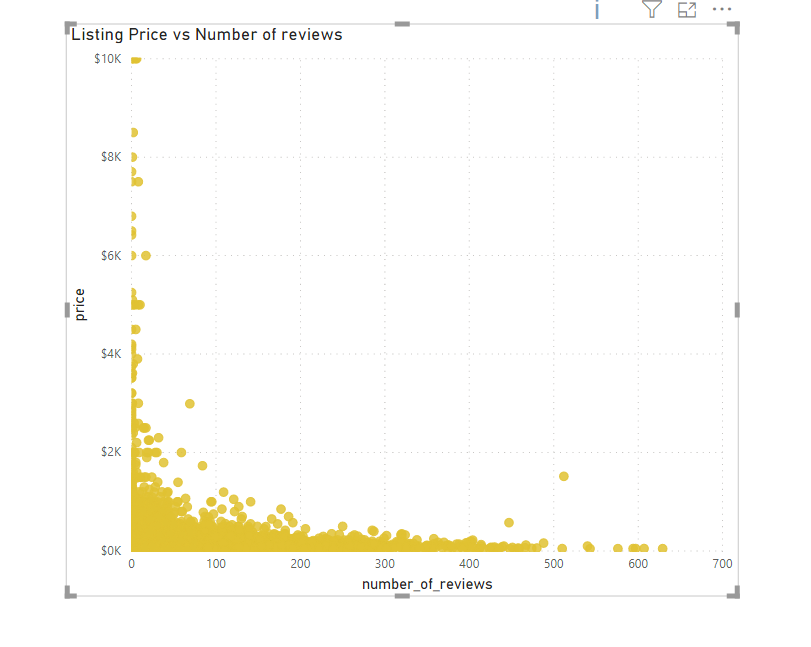 Listing Price vs Number of reviews
$10K
$8K
$6K
$4K
$2K
$0K
price
0 100 200 300 400 500 600 700
number_of_reviews